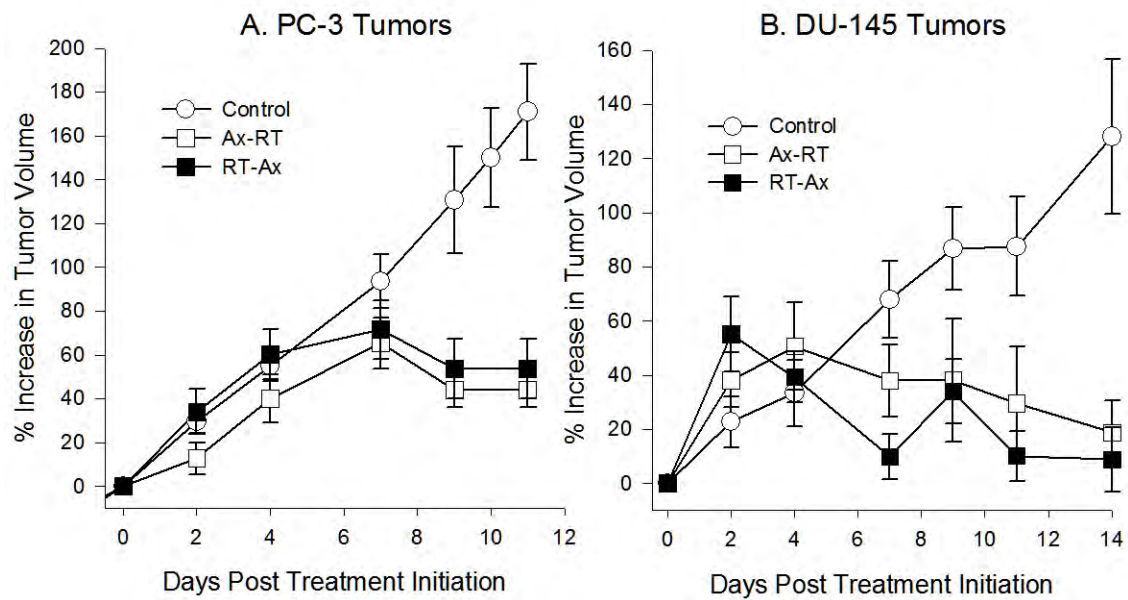 A. PC-3 Tumors
% Increase in Tumor Volume
200
180
160
140
120
100
80
60
40
20
0
Control
Ax-RT
RT-Ax
0 2 4 6 8 10 12
Days Post Treatment Initiation
B. DU-145 Tumors
% Increase in Tumor Volume
160
140
120
100
80
60
40
20
0
Control
Ax-RT
RT-Ax
0 2 4 6 8 10 12 14
Days Post Treatment Initiation